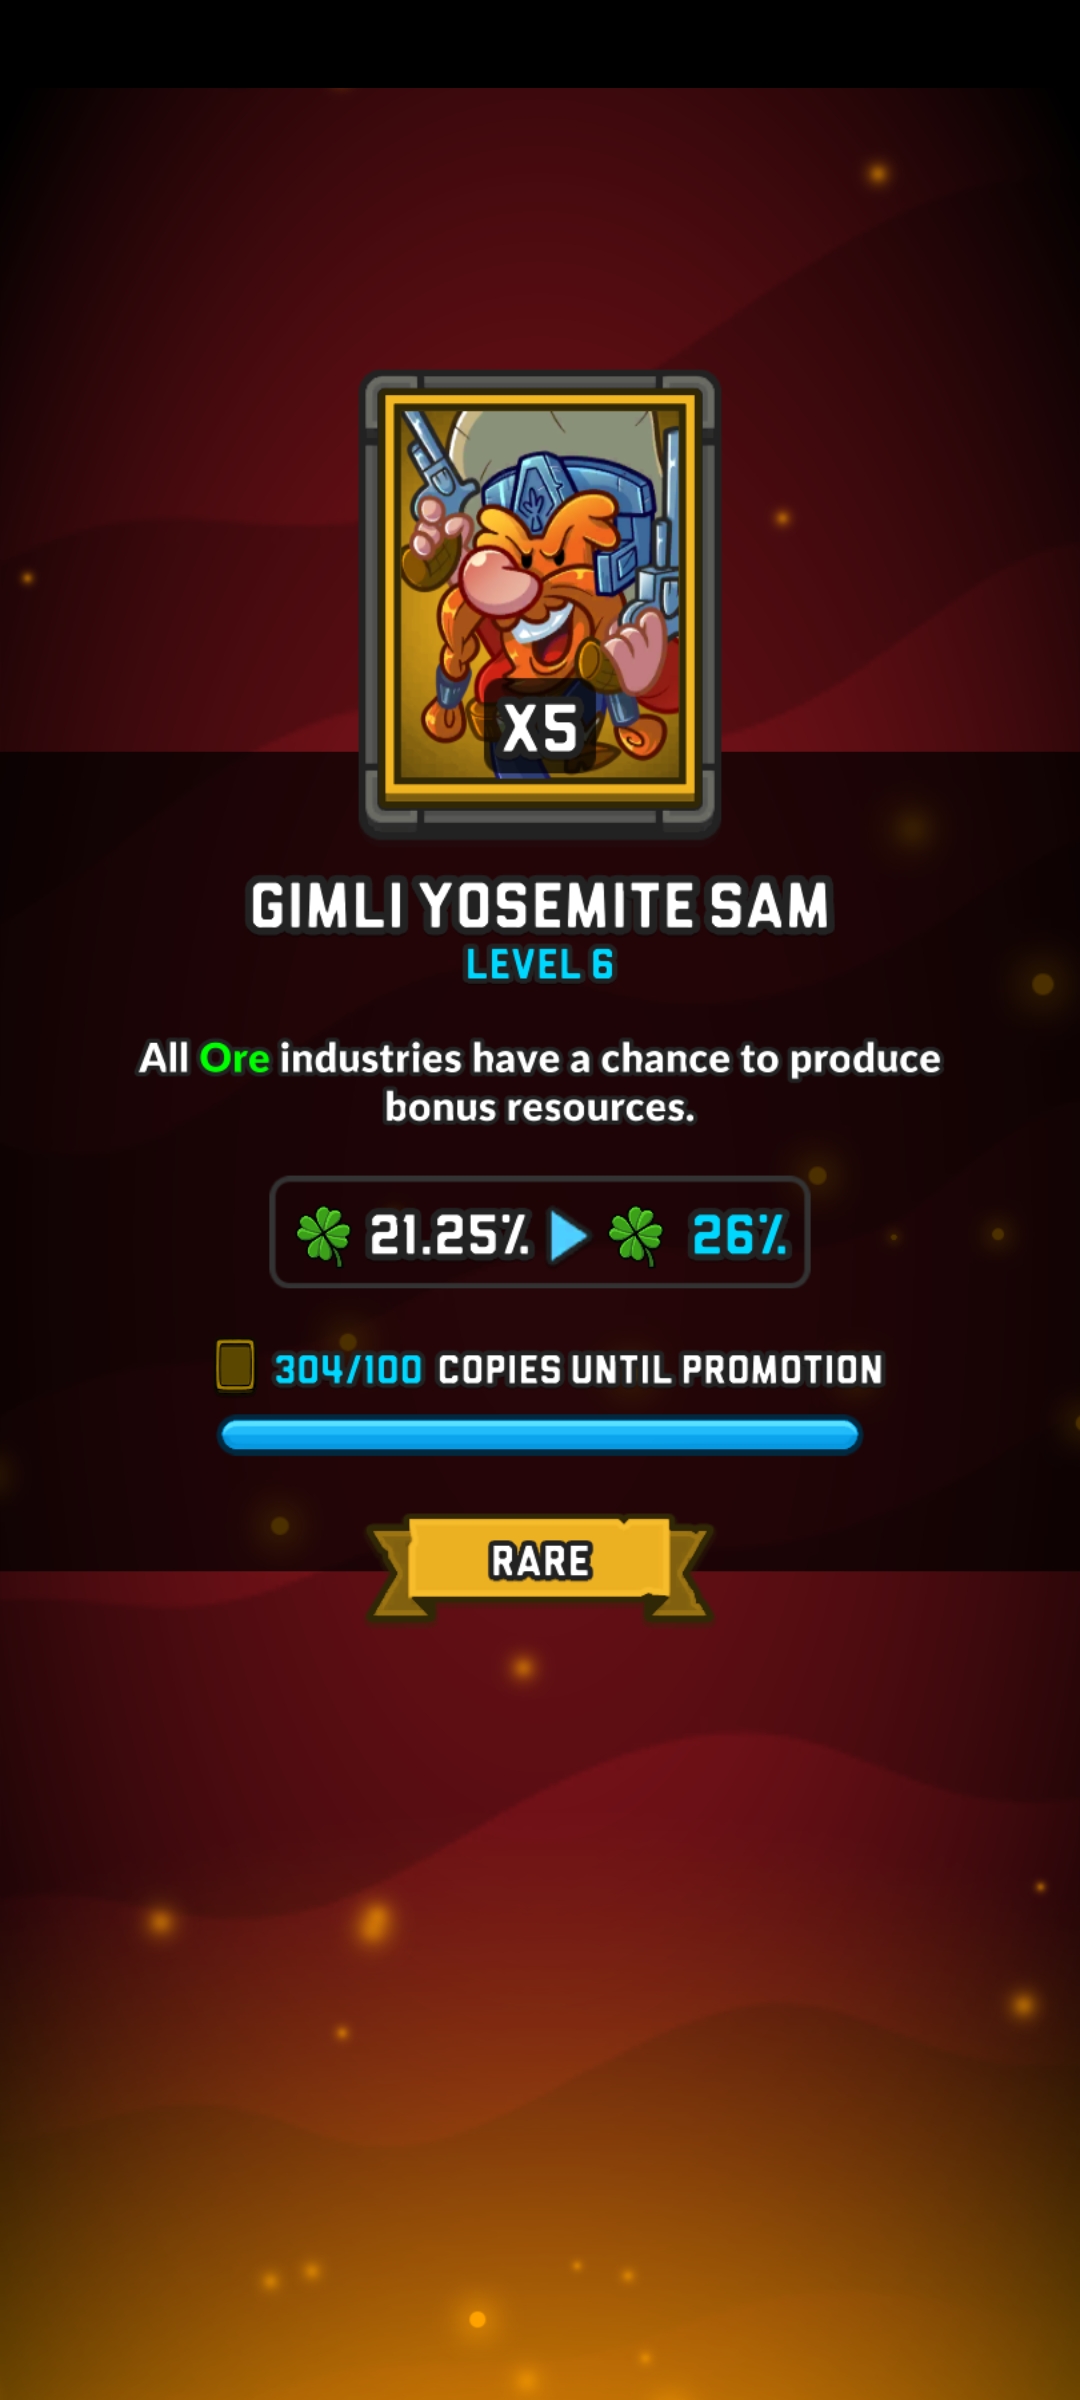 X5
GIMLI YOSEMITE SAM
LEVEL 6
All Ore industries have a chance to produce
bonus resources.
21.25% 26%
304/100 COPIES UNTIL PROMOTION
RARE